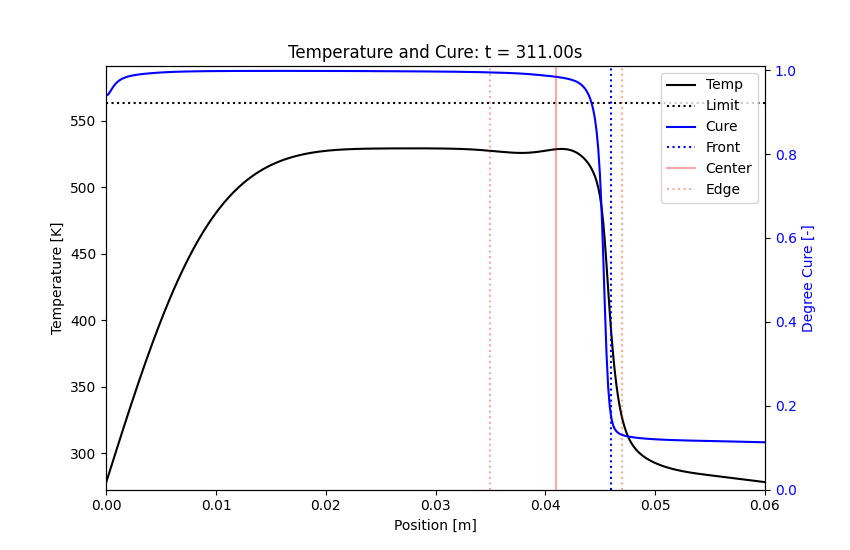 Temperature and Cure: t = 311.00s
Temperature [K]
550
500
450
400
350
300
Temp
Limit
Cure
Front
Center
Edge
1.0
0.8
0.6
0.4
0.2
0.0
Degree Cure [-]
0.00 0.01 0.02 0.03 0.04 0.05 0.06
Position [m]